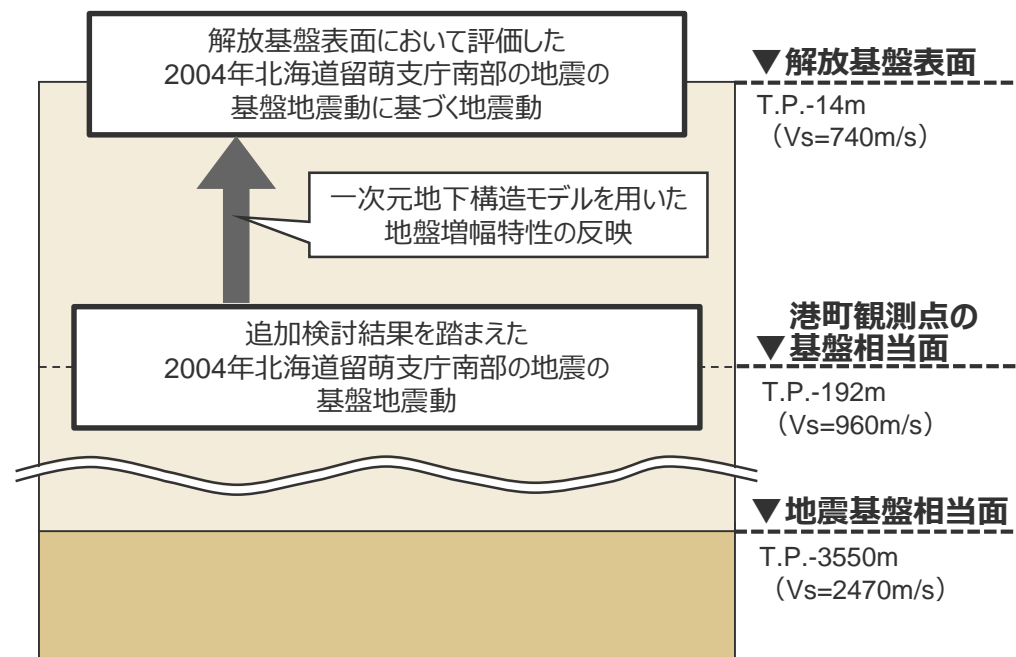 解放基盤表面において評価した
2004年北海道留萌支庁南部の地震の
基盤地震動に基づく地震動
▼解放基盤表面
T.P.-14m
（Vs=740m/s）
一次元地下構造モデルを用いた
地盤増幅特性の反映
追加検討結果を踏まえた
2004年北海道留萌支庁南部の地震の
基盤地震動
港町観測点の
▼基盤相当面
T.P.-192m
（Vs=960m/s）
▼地震基盤相当面
T.P.-3550m
（Vs=2470m/s）